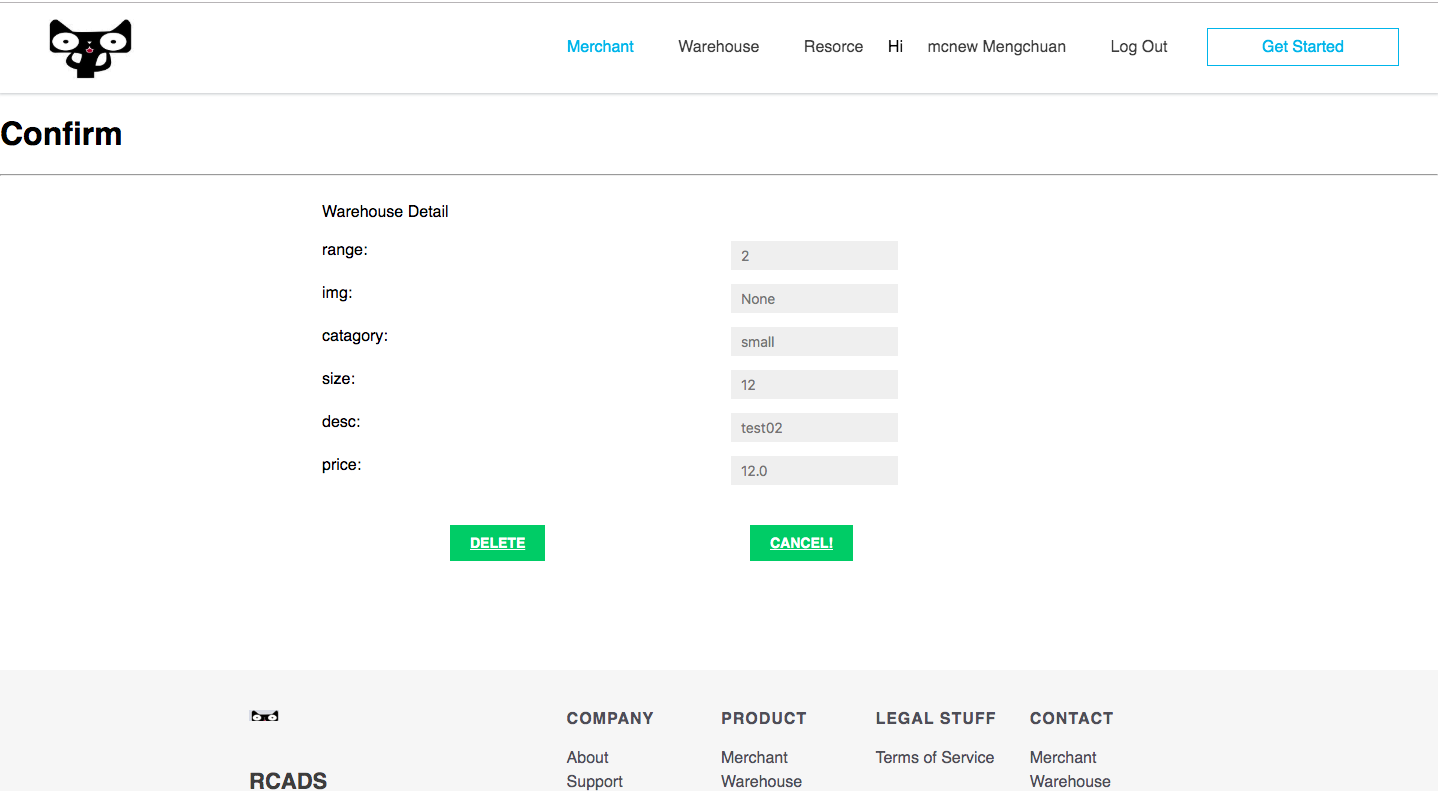 Merchant Warehouse Resorce Hi mcnew Mengchuan Log Out Get Started
Confirm
Warehouse Detail
range: 2
img: None
catagory: small
size: 12
desc: test02
price: 12.0
DELETE CANCEL!
COMPANY PRODUCT LEGAL STUFF CONTACT
About Merchant Terms of Service Merchant
RCADS Support Warehouse Warehouse